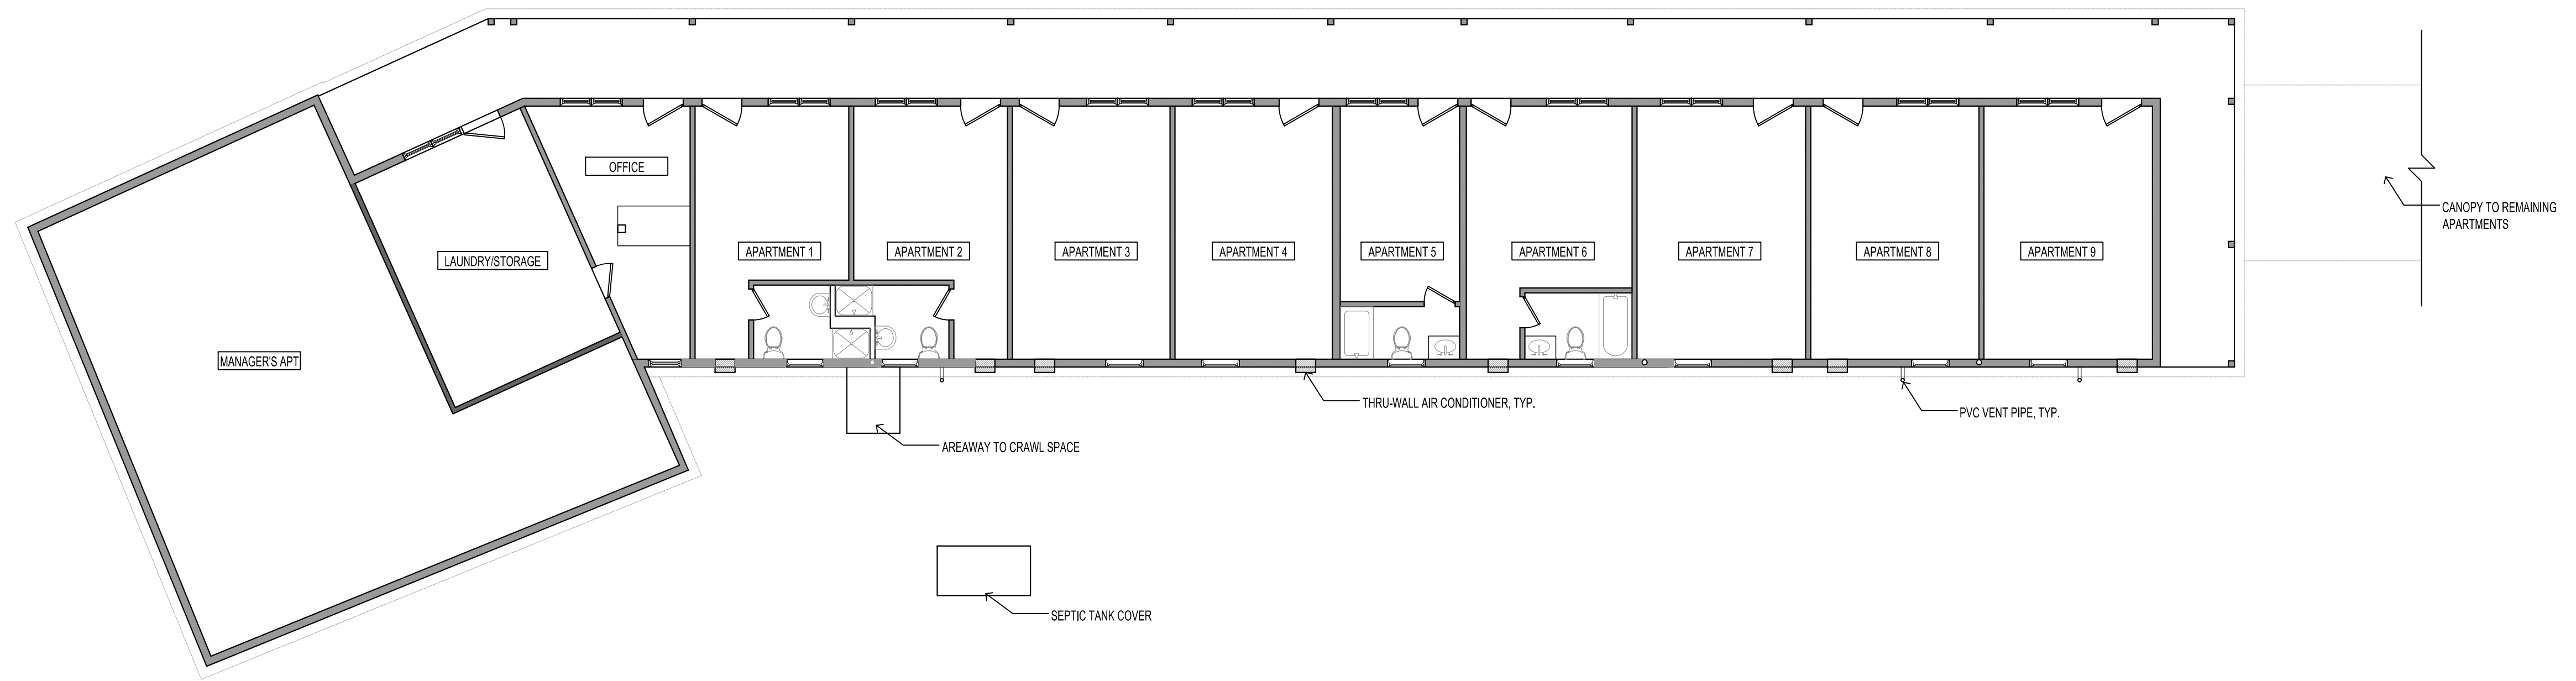 OFFICE
CANOPY TO REMAINING
APARTMENTS
LAUNDRY/STORAGE
APARTMENT 1
APARTMENT 2
APARTMENT 3
APARTMENT 4
APARTMENT 5
APARTMENT 6
APARTMENT 7
APARTMENT 8
APARTMENT 9
MANAGER'S APT
THRU-WALL AIR CONDITIONER, TYP.
PVC VENT PIPE, TYP.
AREAWAY TO CRAWL SPACE
SEPTIC TANK COVER